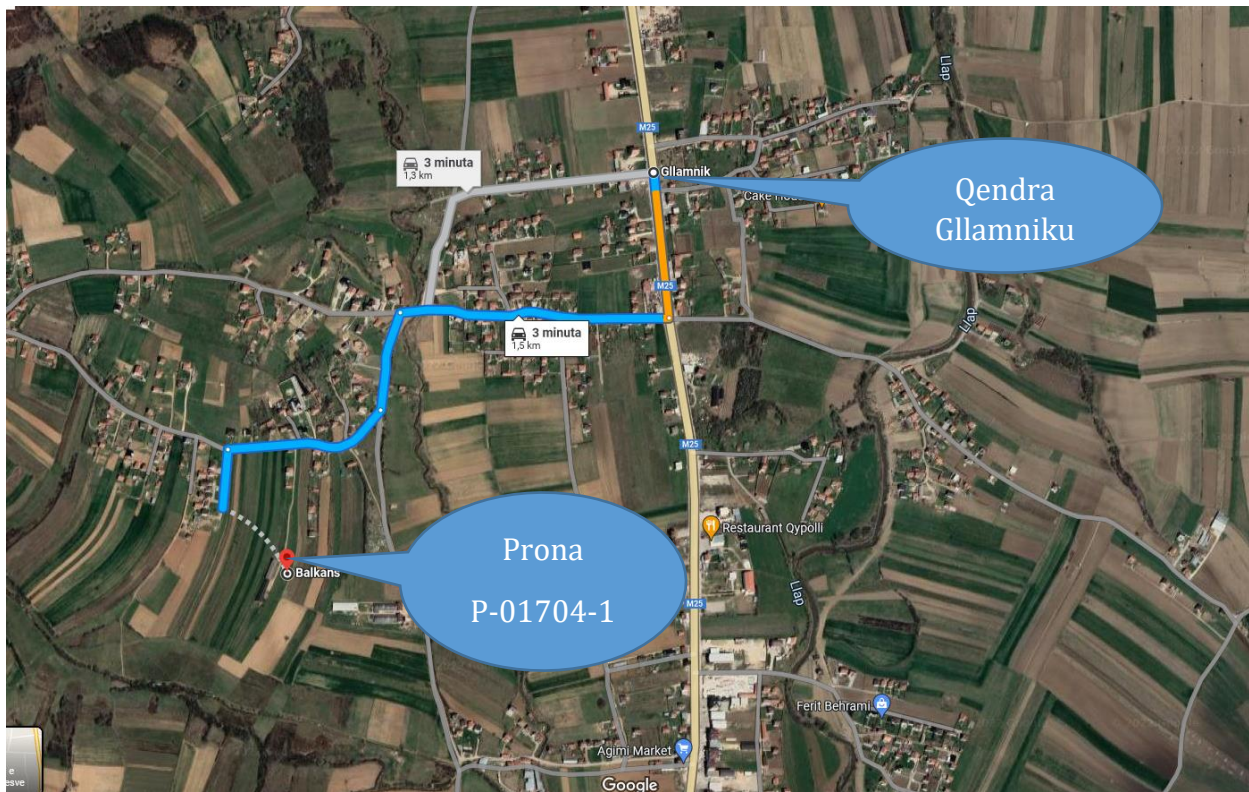 Llap
M25
3 minuta
1,3 km
Gllamnik
Qendra
Gllamniku
M25
Llap
3 minuta
1,5 km
M25
Restaurant Qypolli
Prona
P-01704-1
Balkans
Llap
M25
Ferit Behrami
Agimi Market
Google